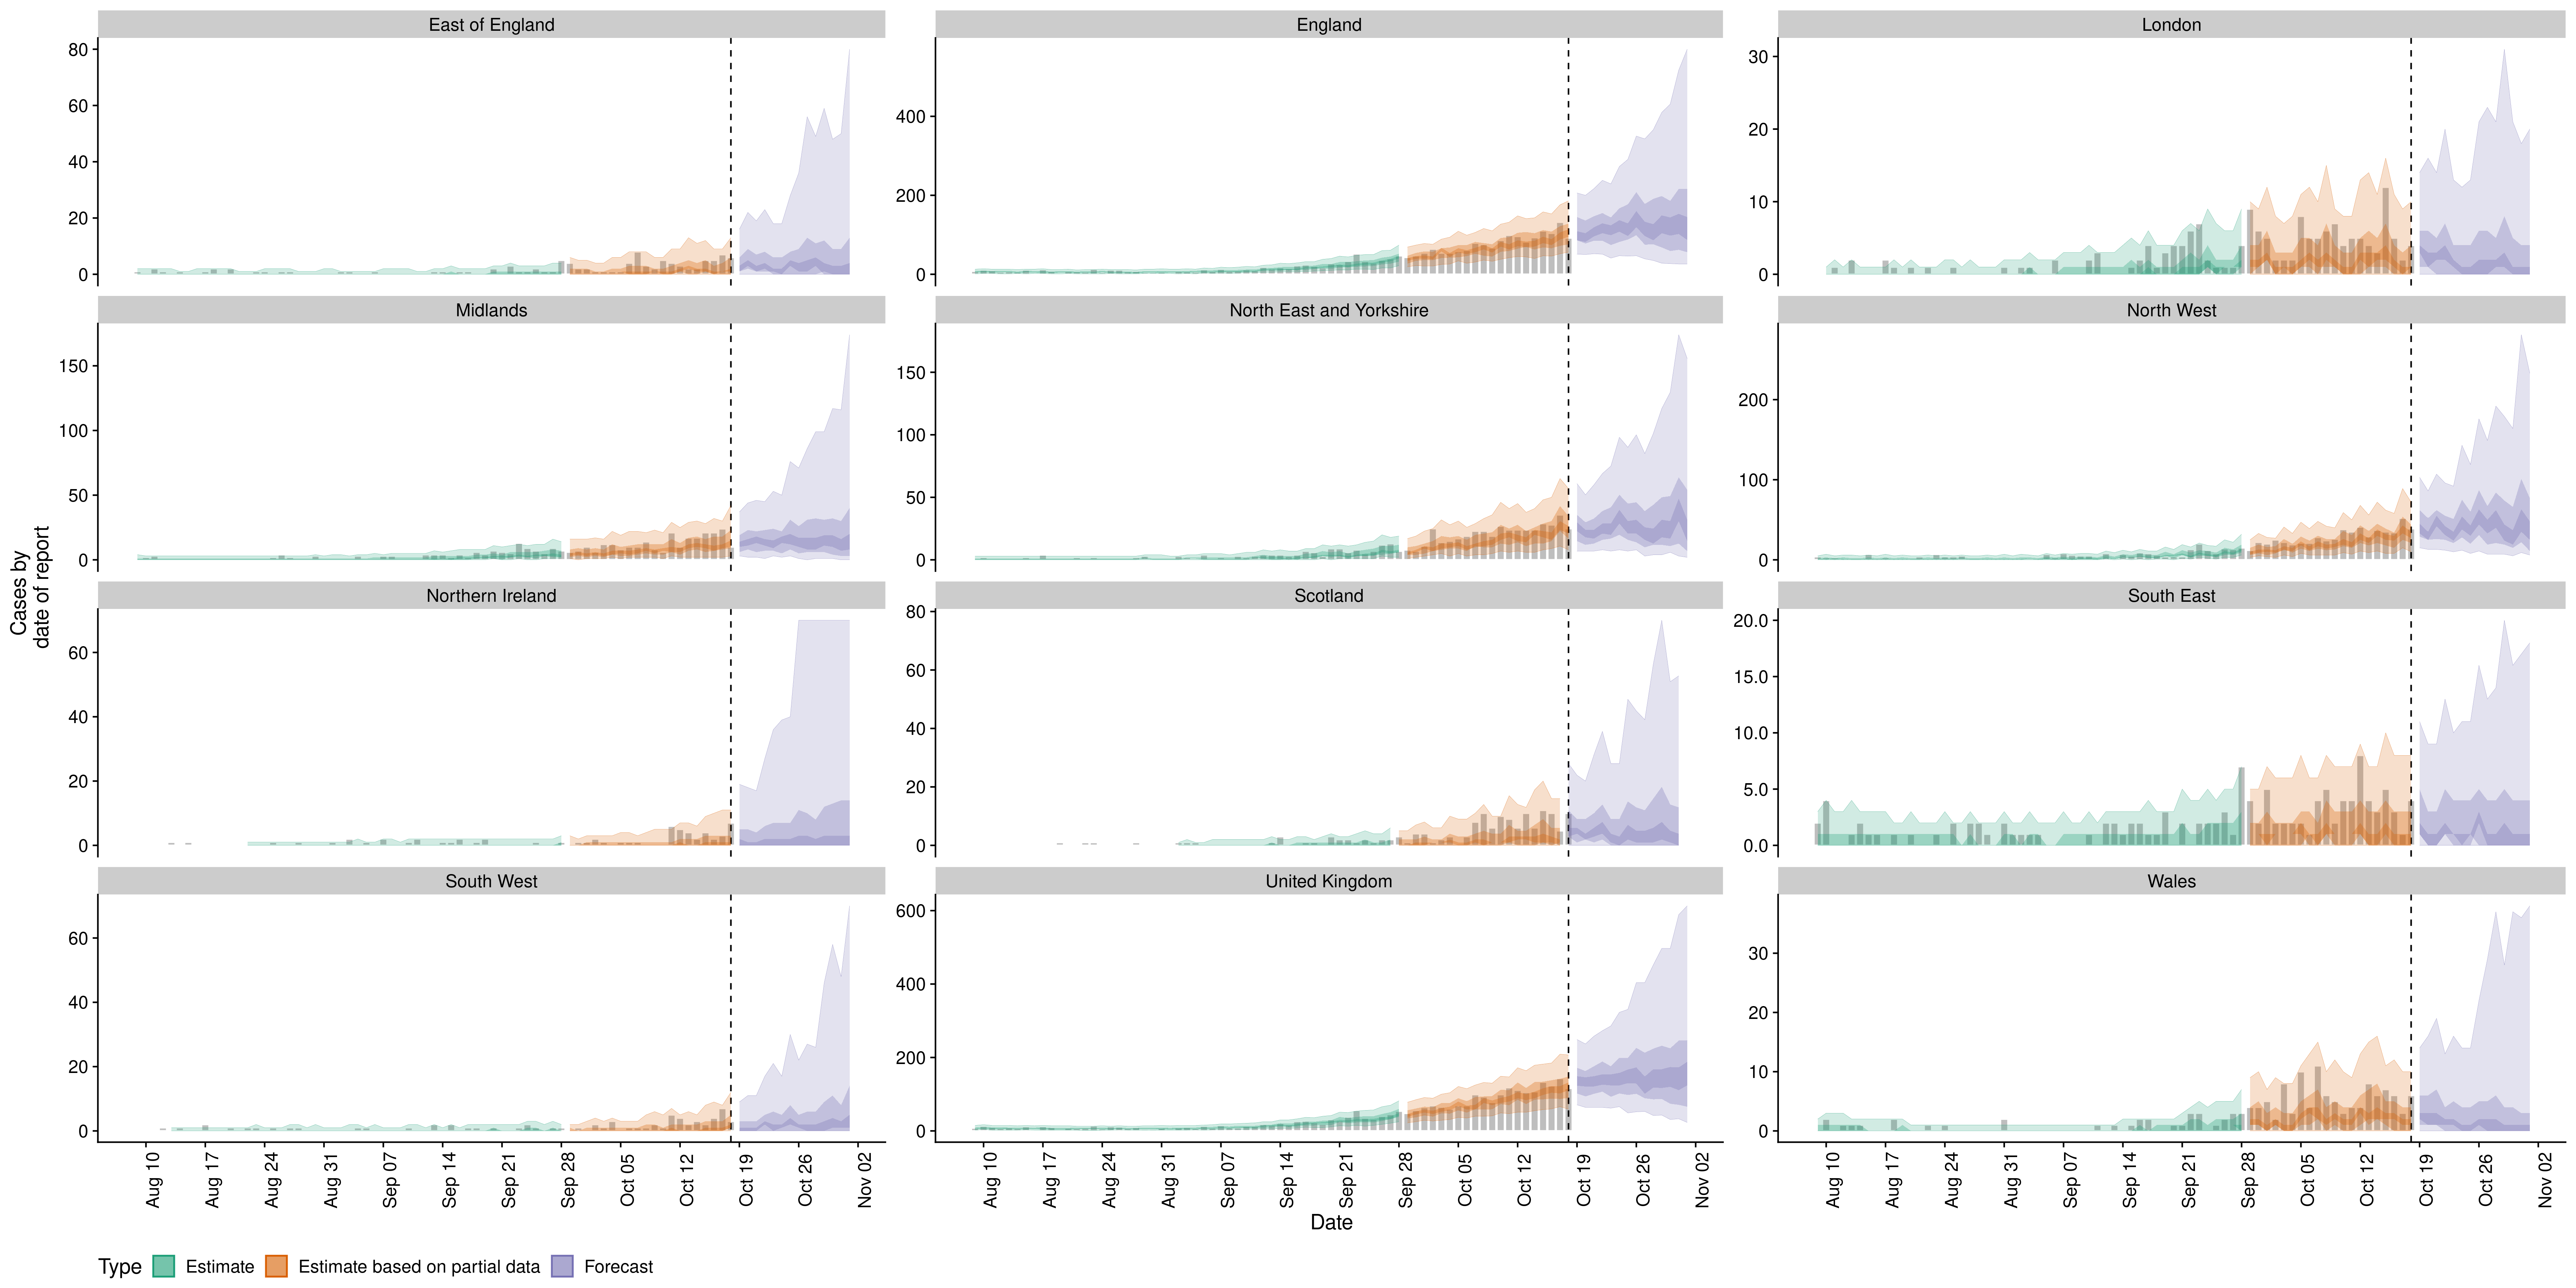 East of England
England
London
80
60
40
20
0
400
200
0
30
20
10
0
Midlands
North East and Yorkshire
North West
150
100
50
0
150
100
50
0
200
100
0
Cases by
date of report
Northern Ireland
Scotland
South East
60
40
20
0
80
60
40
20
0
20.0
15.0
10.0
5.0
0.0
South West
United Kingdom
Wales
60
40
20
0
600
400
200
0
30
20
10
0
Aug 10
Aug 17
Aug 24
Aug 31
Sep 07
Sep 14
Sep 21
Sep 28
Oct 05
Oct 12
Oct 19
Oct 26
Nov 02
Aug 10
Aug 17
Aug 24
Aug 31
Sep 07
Sep 14
Sep 21
Sep 28
Oct 05
Oct 12
Oct 19
Oct 26
Nov 02
Aug 10
Aug 17
Aug 24
Aug 31
Sep 07
Sep 14
Sep 21
Sep 28
Oct 05
Oct 12
Oct 19
Oct 26
Nov 02
Date
Type Estimate Estimate based on partial data Forecast